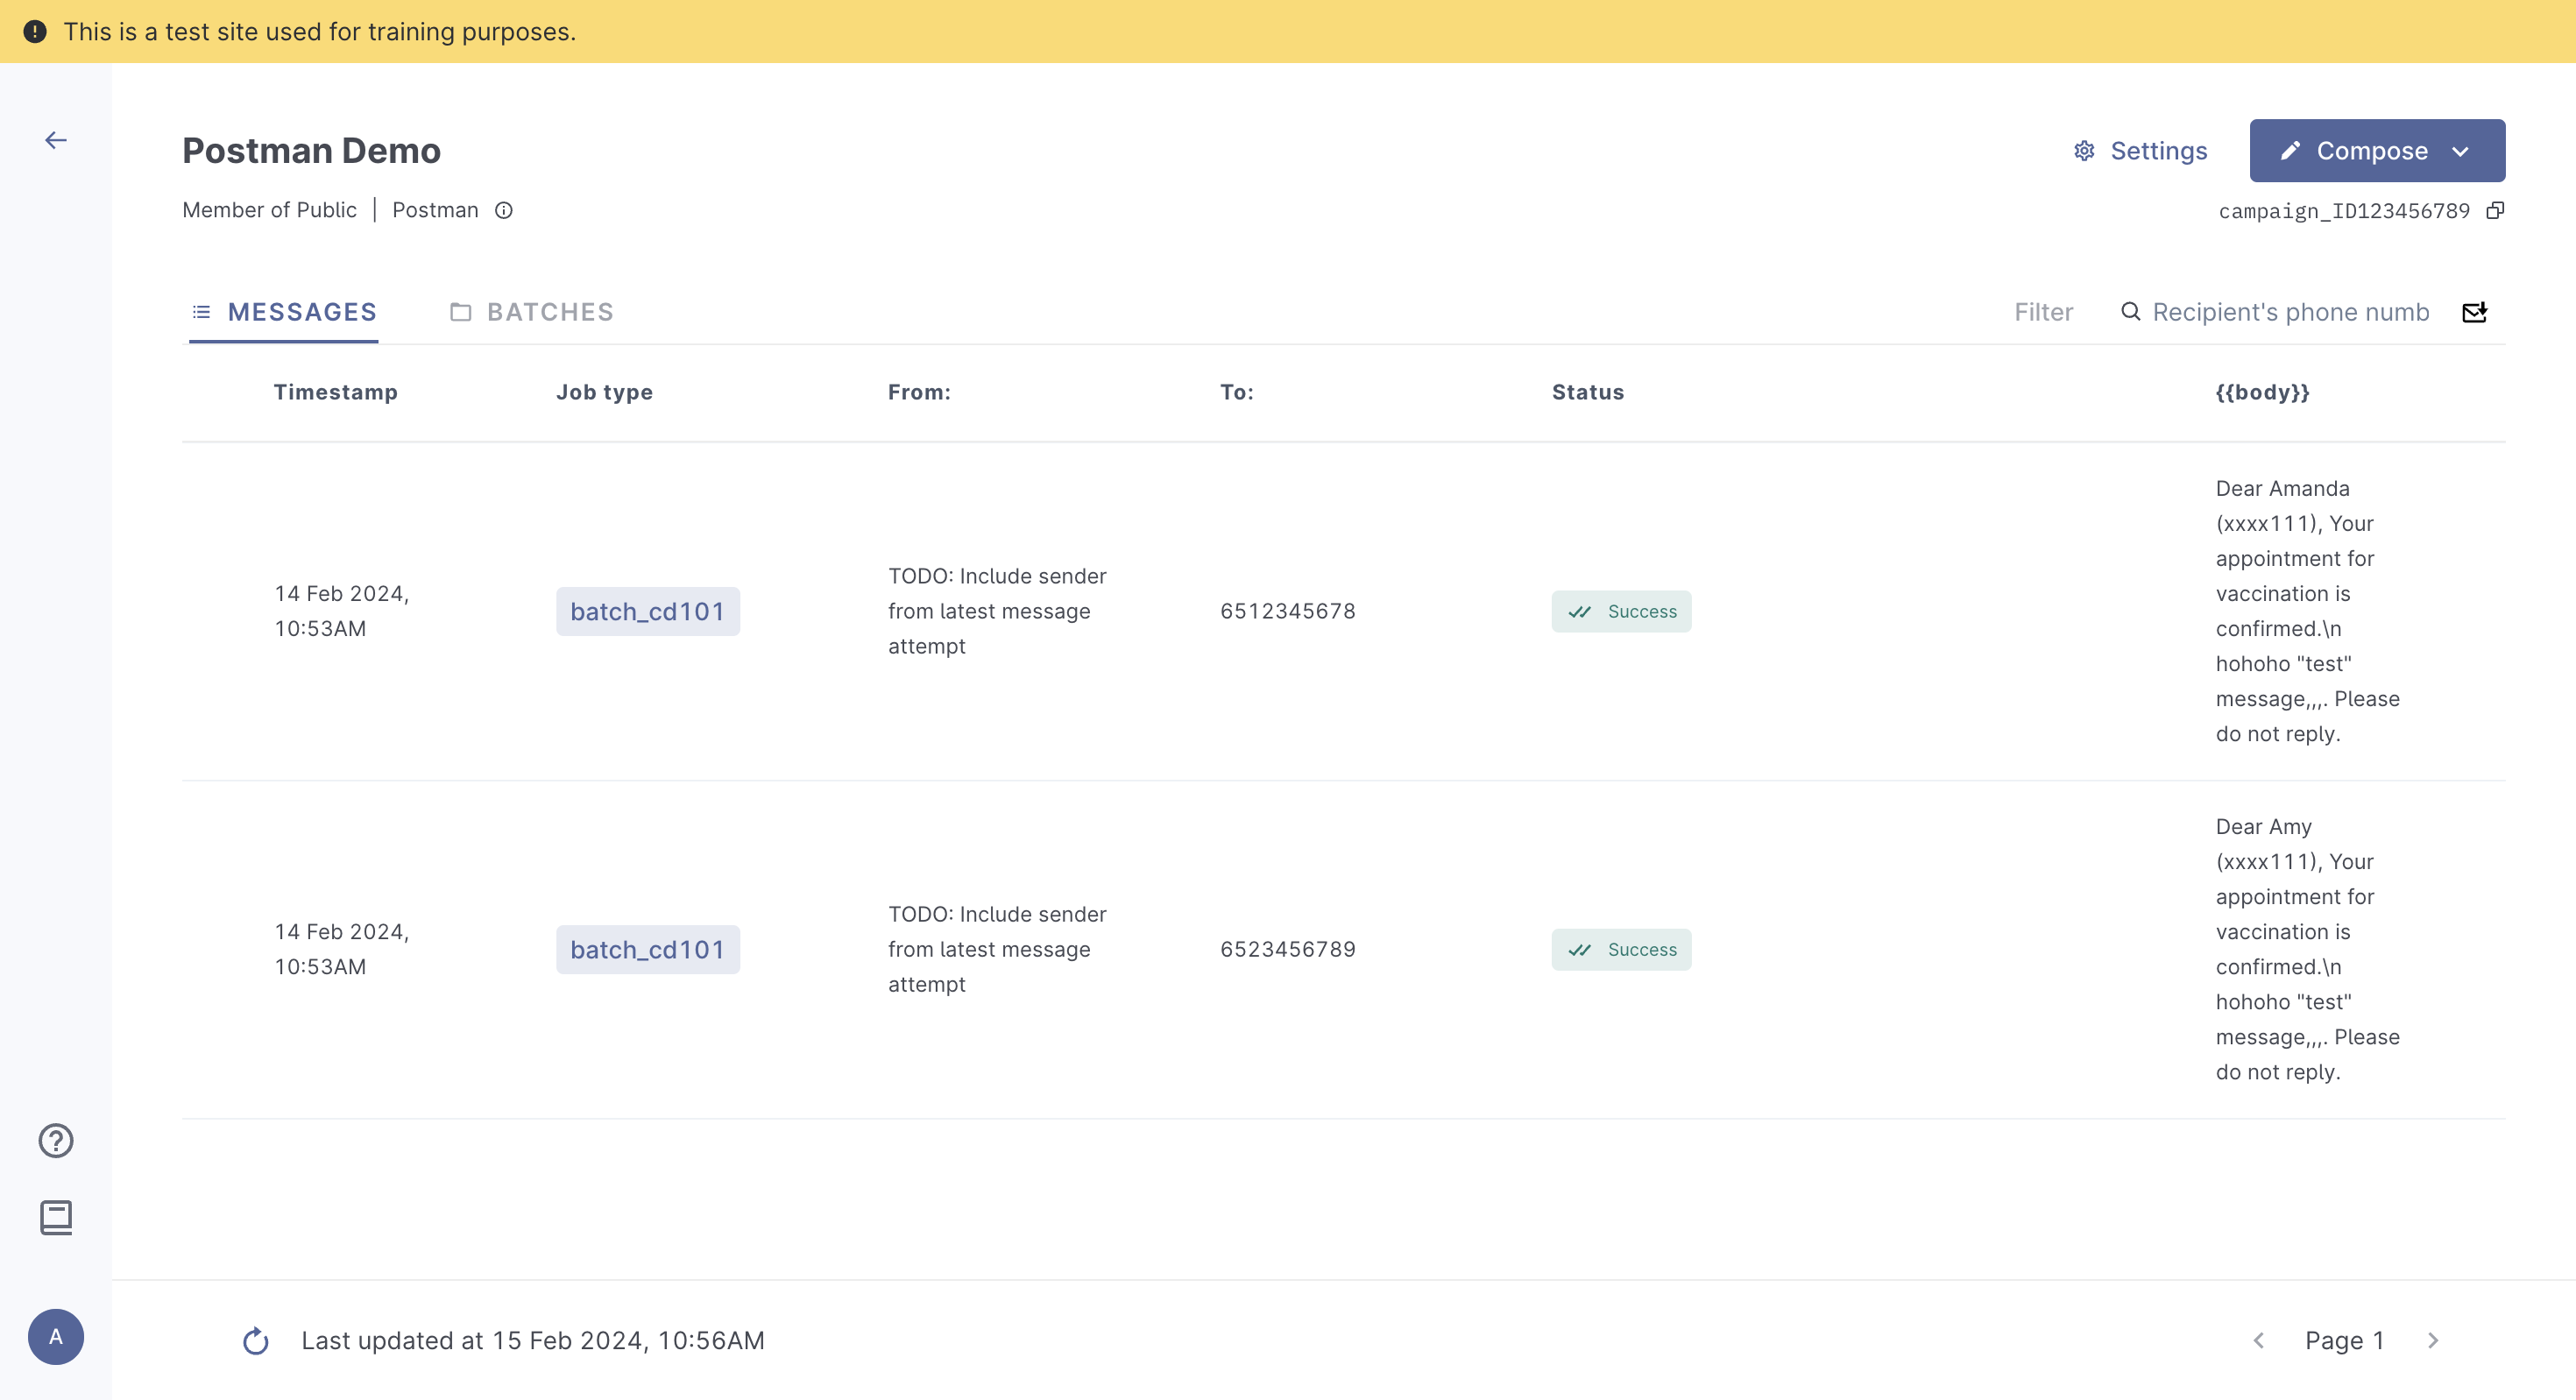 This is a test site used for training purposes.
Postman Demo
Settings
Compose
Member of Public | Postman
campaign_ID123456789
MESSAGES
BATCHES
Filter
Recipient's phone numb
Timestamp
Job type
From:
To:
Status
{{body}}
14 Feb 2024,
10:53AM
batch_cd101
TODO: Include sender
from latest message
attempt
6512345678
Success
Dear Amanda
(xxxx111), Your
appointment for
vaccination is
confirmed.\n
hohoho "test"
message,,,. Please
do not reply.
14 Feb 2024,
10:53AM
batch_cd101
TODO: Include sender
from latest message
attempt
6523456789
Success
Dear Amy
(xxxx111), Your
appointment for
vaccination is
confirmed.\n
hohoho "test"
message,,,. Please
do not reply.
A
Last updated at 15 Feb 2024, 10:56AM
Page 1